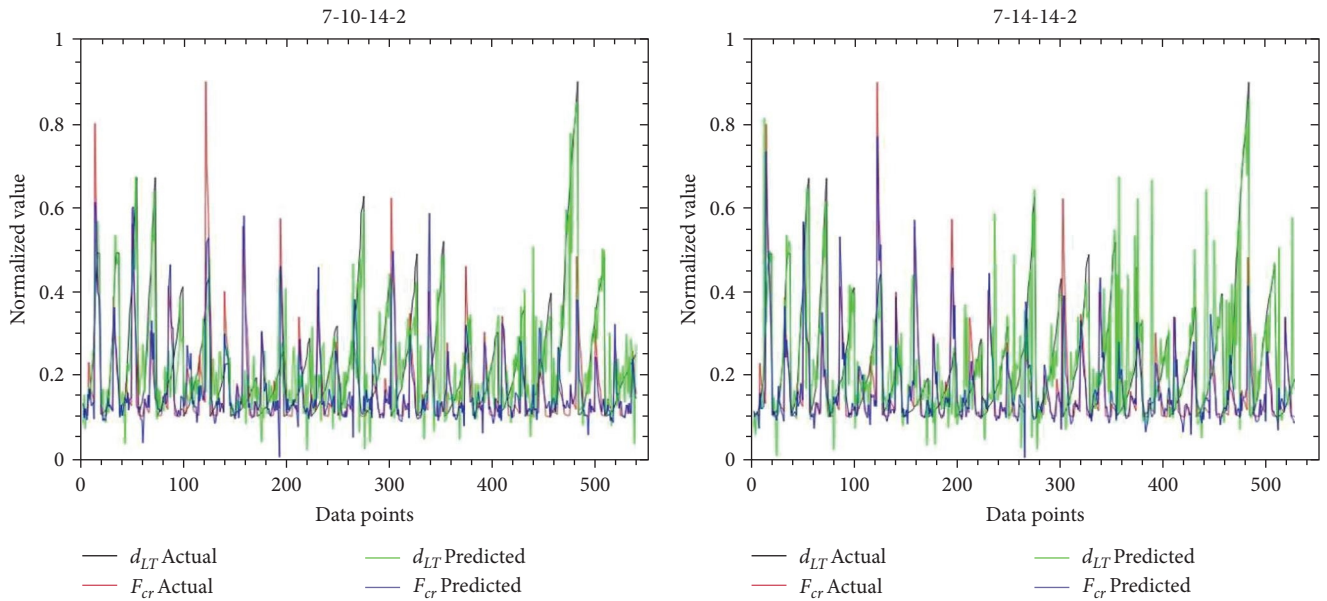 7-10-14-2
1
0.8
0.6
0.4
0.2
0
Normalized value
0 100 200 300 400 500
Data points
d_LT Actual
F_cr Actual
d_LT Predicted
F_cr Predicted
7-14-14-2
1
0.8
0.6
0.4
0.2
0
Normalized value
0 100 200 300 400 500
Data points
d_LT Actual
F_cr Actual
d_LT Predicted
F_cr Predicted